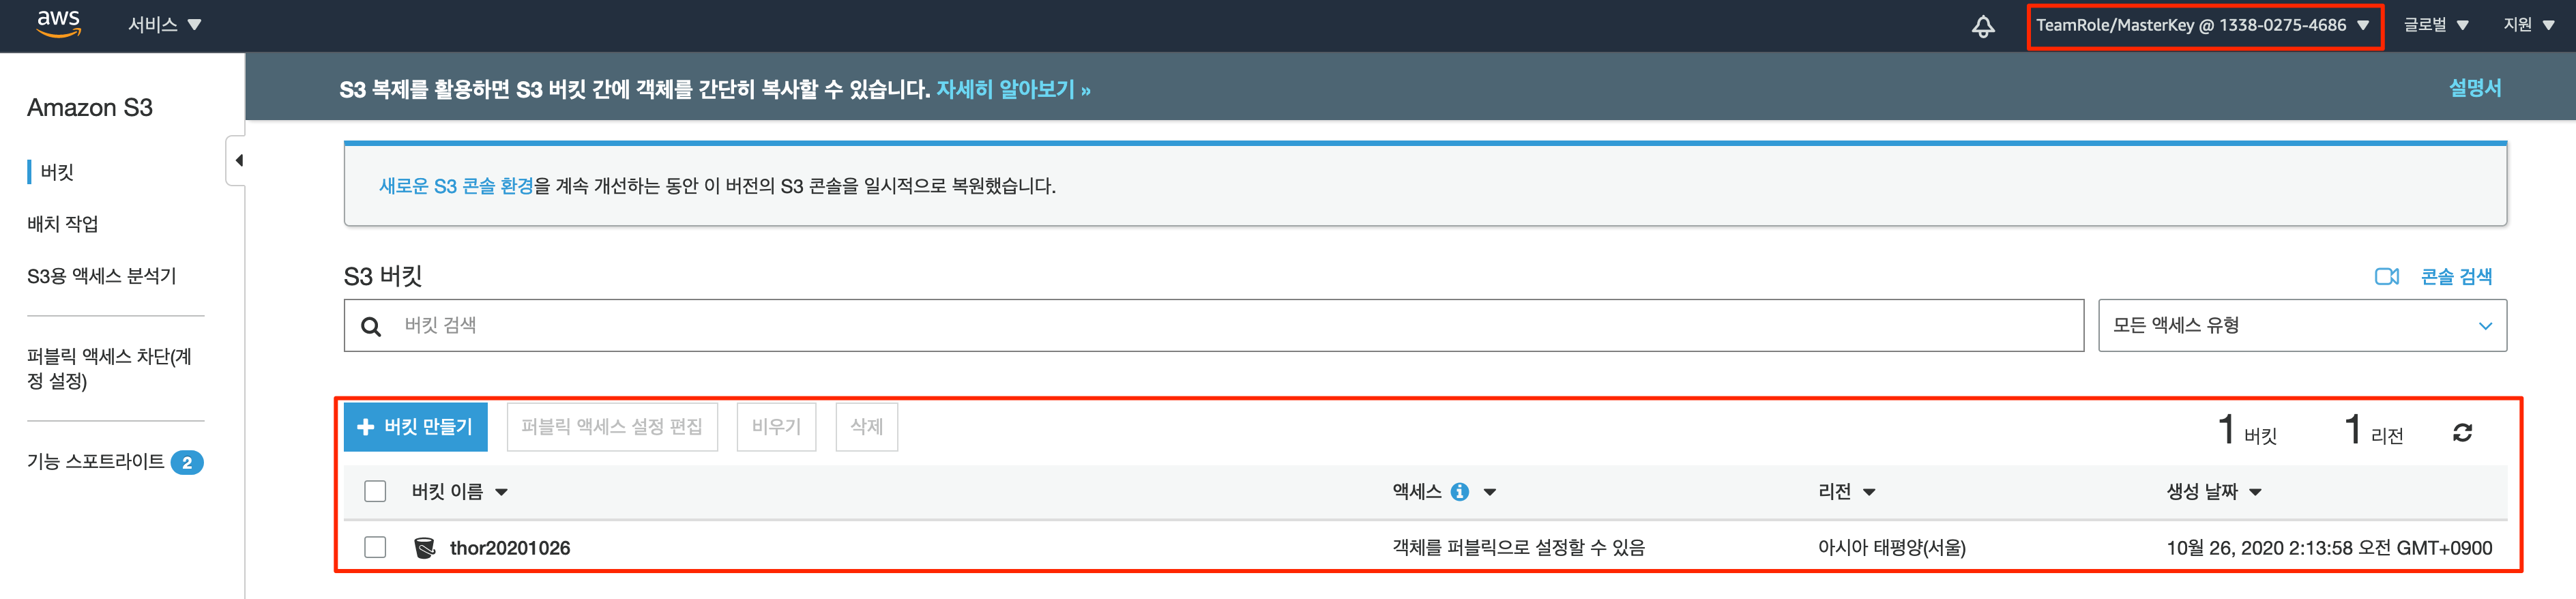 aws 서비스 TeamRole/MasterKey @ 1338-0275-4686 글로벌 지원
S3 복제를 활용하면 S3 버킷 간에 객체를 간단히 복사할 수 있습니다. 자세히 알아보기 » 설명서
Amazon S3
버킷
배치 작업
S3용 액세스 분석기
퍼블릭 액세스 차단(계
정 설정)
기능 스포트라이트 2
새로운 S3 콘솔 환경을 계속 개선하는 동안 이 버전의 S3 콘솔을 일시적으로 복원했습니다.
S3 버킷 콘솔 검색
버킷 검색 모든 액세스 유형
버킷 만들기 퍼블릭 액세스 설정 편집 비우기 삭제 1 버킷 1 리전
버킷 이름 액세스 리전 생성 날짜
thor20201026 객체를 퍼블릭으로 설정할 수 있음 아시아 태평양(서울) 10월 26, 2020 2:13:58 오전 GMT+0900